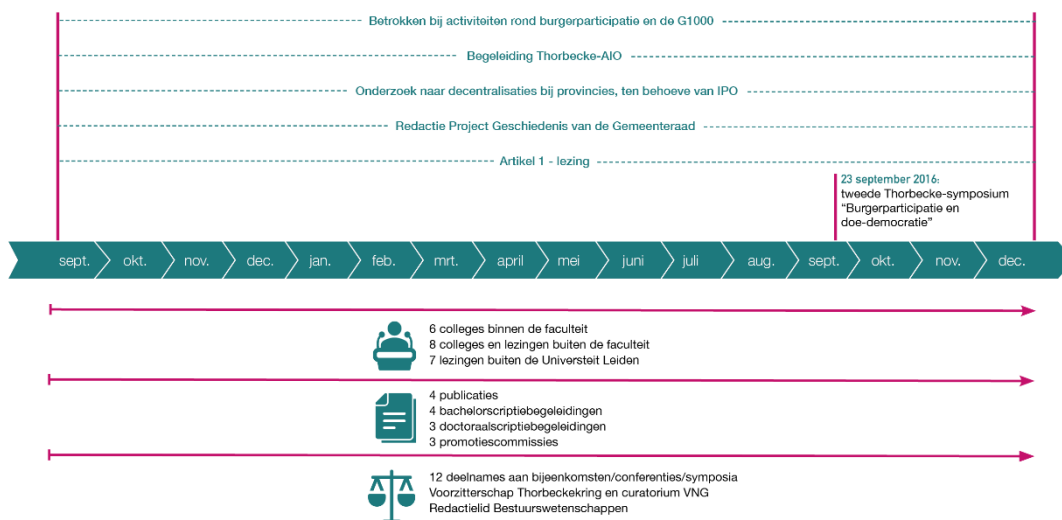 Betrokken bij activiteiten rond burgerparticipatie en de G1000
Begeleiding Thorbecke-AIO
Onderzoek naar decentralisaties bij provincies, ten behoeve van IPO
Redactie Project Geschiedenis van de Gemeenteraad
Artikel 1 - lezing
23 september 2016:
tweede Thorbecke-symposium
“Burgerparticipatie en
doe-democratie”
sept. okt. nov. dec. jan. feb. mrt. april mei juni juli aug. sept. okt. nov. dec.
6 colleges binnen de faculteit
8 colleges en lezingen buiten de faculteit
7 lezingen buiten de Universteit Leiden
4 publicaties
4 bachelorscriptiebegeleidingen
3 doctoraalscriptiebegeleidingen
3 promotiescommissies
12 deelnames aan bijeenkomsten/conferenties/symposia
Voorzitterschap Thorbeckekring en curatorium VNG
Redactielid Bestuurswetenschappen